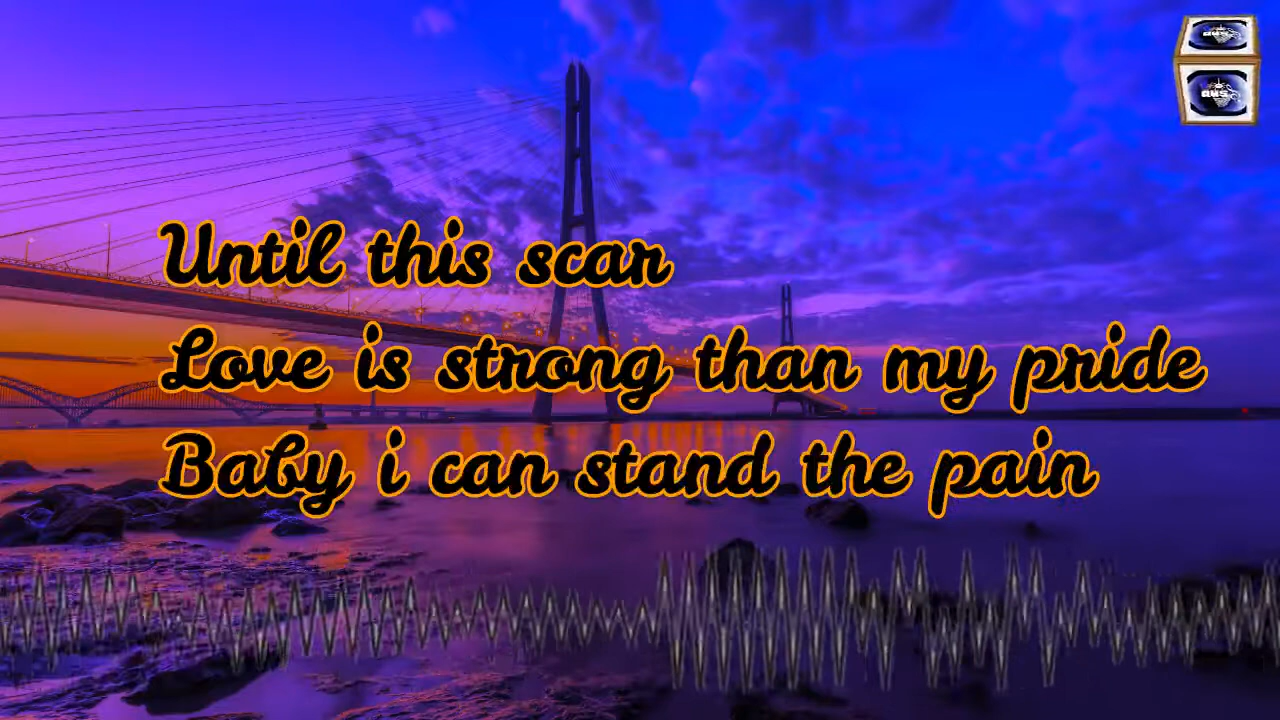 Until this scar
Love is strong than my pride
Baby i can stand the pain